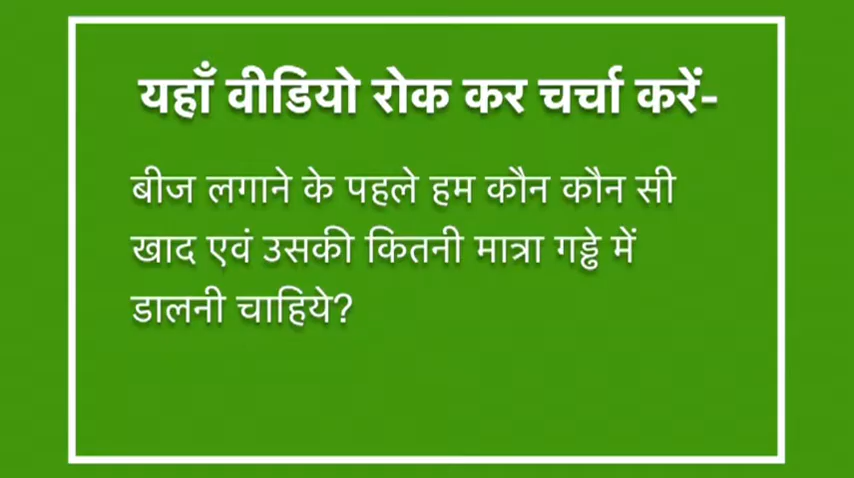 यहाँ वीडियो रोक कर चर्चा करें-
बीज लगाने के पहले हम कौन कौन सी
खाद एवं उसकी कितनी मात्रा गड्ढे में
डालनी चाहिये?